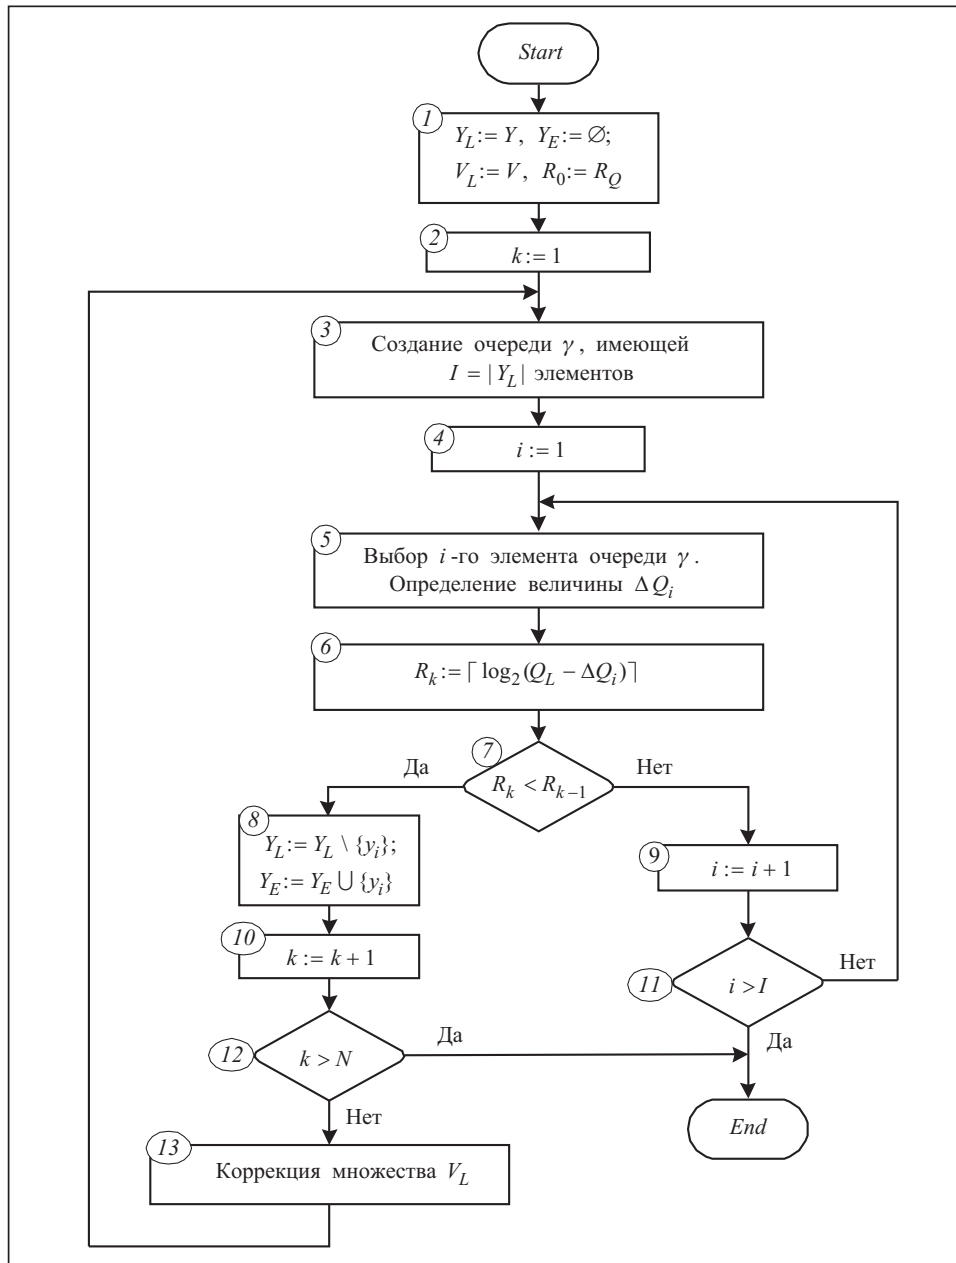 Start
1
Y_L := Y, Y_E := ∅;
V_L := V, R_0 := R_Q
2
k := 1
3
Создание очереди γ, имеющей
I = |Y_L| элементов
4
i := 1
5
Выбор i-го элемента очереди γ.
Определение величины ΔQ_i
6
R_k := ⌈log_2(Q_L − ΔQ_i)⌉
7
Да
Нет
R_k < R_{k−1}
8
Y_L := Y_L \ {y_i};
Y_E := Y_E ∪ {y_i}
9
i := i + 1
10
k := k + 1
11
i > I
Нет
Да
12
k > N
Да
Нет
End
13
Коррекция множества V_L